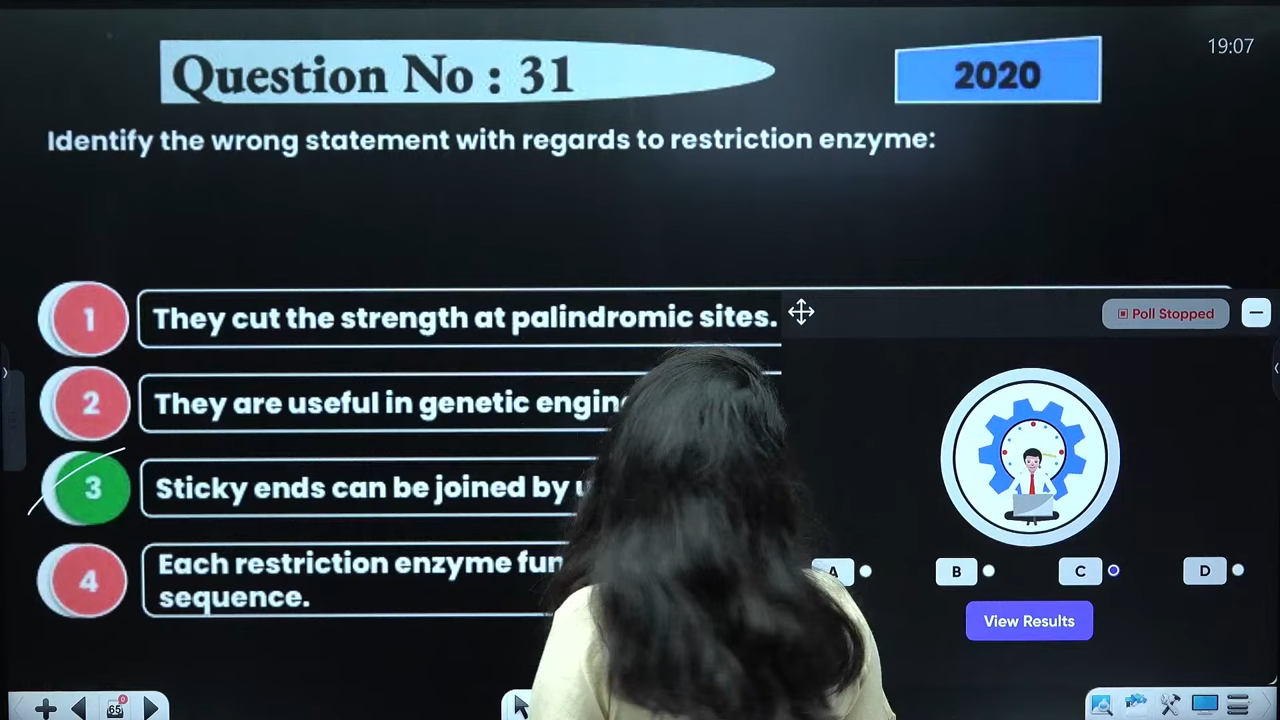 Question No : 31
2020
19:07
Identify the wrong statement with regards to restriction enzyme:
1 They cut the strength at palindromic sites.
Poll Stopped
2 They are useful in genetic
3 Sticky ends can be joined by
4 Each restriction enzyme
sequence.
A B C D
View Results
65